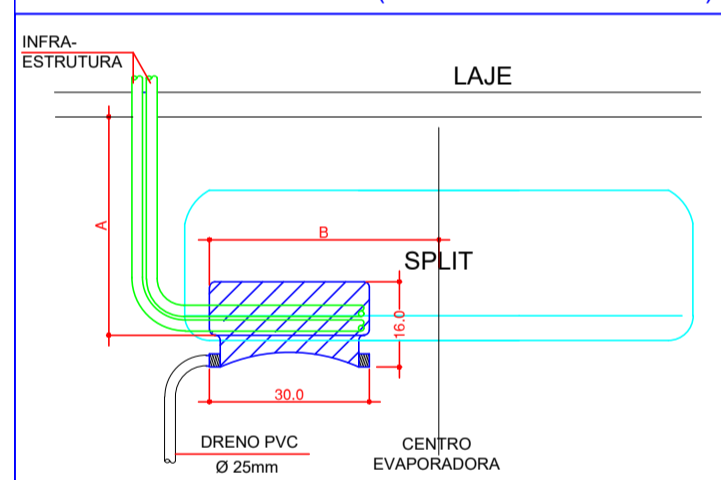 INFRA-
ESTRUTURA
LAJE
A
B
SPLIT
16.0
30.0
DRENO PVC
Ø 25mm
CENTRO
EVAPORADORA